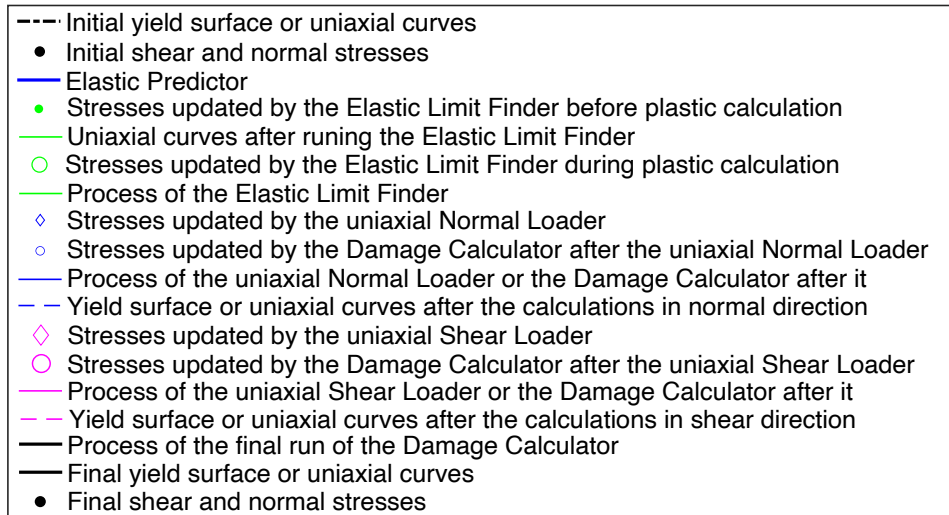 Initial yield surface or uniaxial curves
Initial shear and normal stresses
Elastic Predictor
Stresses updated by the Elastic Limit Finder before plastic calculation
Uniaxial curves after runing the Elastic Limit Finder
Stresses updated by the Elastic Limit Finder during plastic calculation
Process of the Elastic Limit Finder
Stresses updated by the uniaxial Normal Loader
Stresses updated by the Damage Calculator after the uniaxial Normal Loader
Process of the uniaxial Normal Loader or the Damage Calculator after it
Yield surface or uniaxial curves after the calculations in normal direction
Stresses updated by the uniaxial Shear Loader
Stresses updated by the Damage Calculator after the uniaxial Shear Loader
Process of the uniaxial Shear Loader or the Damage Calculator after it
Yield surface or uniaxial curves after the calculations in shear direction
Process of the final run of the Damage Calculator
Final yield surface or uniaxial curves
Final shear and normal stresses